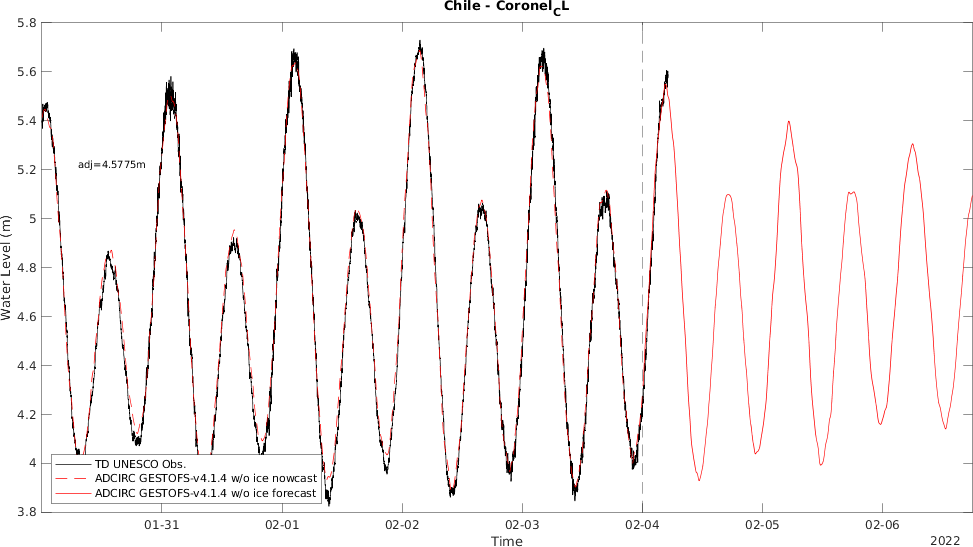 Chile - Coronel_CL
5.8
5.6
5.4
5.2
5
4.8
4.6
4.4
4.2
4
3.8
Water Level (m)
adj=4.5775m
TD UNESCO Obs.
ADCIRC GESTOFS-v4.1.4 w/o ice nowcast
ADCIRC GESTOFS-v4.1.4 w/o ice forecast
01-31 02-01 02-02 02-03 02-04 02-05 02-06
Time
2022